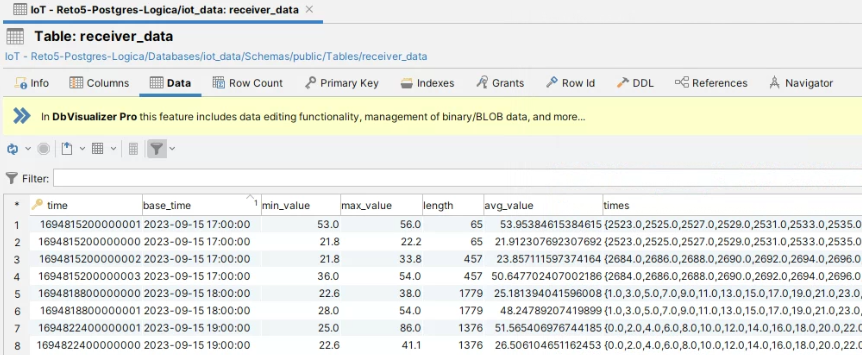 IoT - Reto5-Postgres-Logica/iot_data: receiver_data
Table: receiver_data
IoT - Reto5-Postgres-Logica/Databases/iot_data/Schemas/public/Tables/receiver_data
Info Columns Data Row Count Primary Key Indexes Grants Row Id DDL References Navigator
In DbVisualizer Pro this feature includes data editing functionality, management of binary/BLOB data, and more...
Filter:
* time base_time 1 min_value max_value length avg_value times
1 1694815200000001 2023-09-15 17:00:00 53.0 56.0 65 53.95384615384615 {2523.0,2525.0,2527.0,2529.0,2531.0,2533.0,2535.0
2 1694815200000000 2023-09-15 17:00:00 21.8 22.2 65 21.912307692307692 {2523.0,2525.0,2527.0,2529.0,2531.0,2533.0,2535.0
3 1694815200000002 2023-09-15 17:00:00 21.8 33.8 457 23.857111597374164 {2684.0,2686.0,2688.0,2690.0,2692.0,2694.0,2696.0
4 1694815200000003 2023-09-15 17:00:00 36.0 54.0 457 50.647702407002186 {2684.0,2686.0,2688.0,2690.0,2692.0,2694.0,2696.0
5 1694818800000000 2023-09-15 18:00:00 22.6 38.0 1779 25.181394041596008 {1.0,3.0,5.0,7.0,9.0,11.0,13.0,15.0,17.0,19.0,21.0,23.0,
6 1694818800000001 2023-09-15 18:00:00 28.0 54.0 1779 48.24789207419899 {1.0,3.0,5.0,7.0,9.0,11.0,13.0,15.0,17.0,19.0,21.0,23.0,
7 1694822400000001 2023-09-15 19:00:00 25.0 86.0 1376 51.565406976744185 {0.0,2.0,4.0,6.0,8.0,10.0,12.0,14.0,16.0,18.0,20.0,22.0
8 1694822400000000 2023-09-15 19:00:00 22.6 41.1 1376 26.506104651162453 {0.0,2.0,4.0,6.0,8.0,10.0,12.0,14.0,16.0,18.0,20.0,22.0